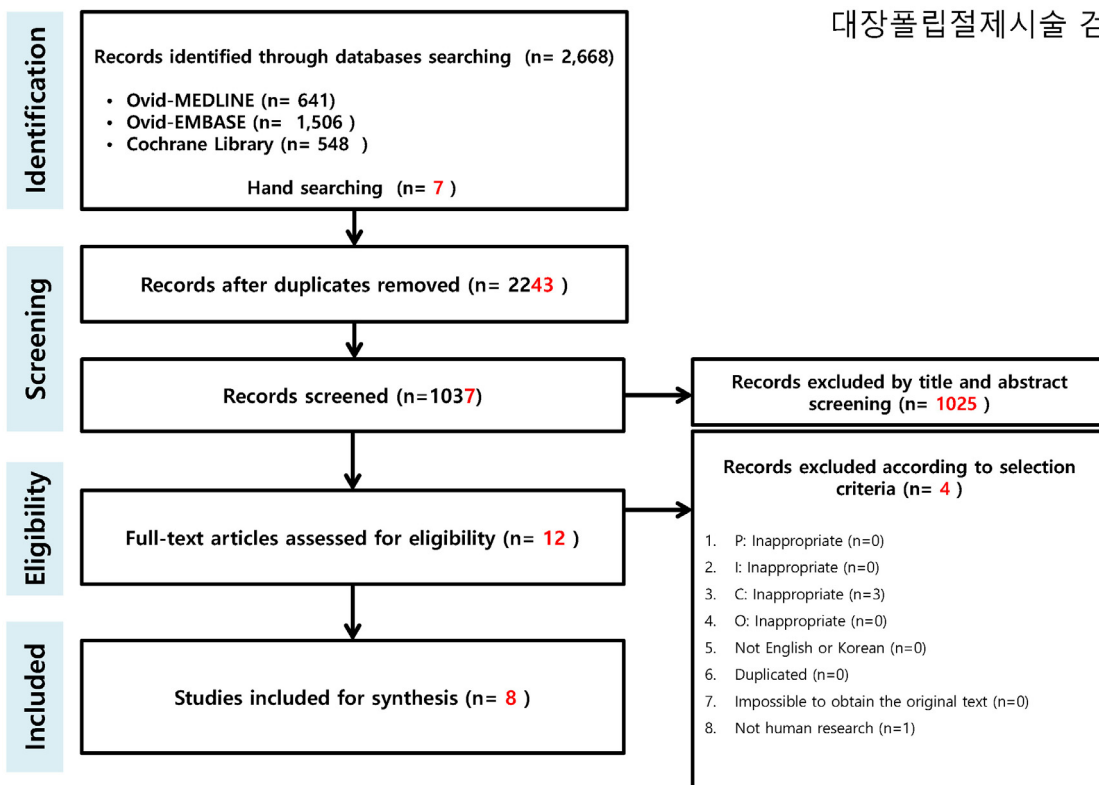 대장폴립절제시술
Identification
Records identified through databases searching (n= 2,668)
• Ovid-MEDLINE (n= 641)
• Ovid-EMBASE (n= 1,506 )
• Cochrane Library (n= 548 )
Hand searching (n= 7 )
Screening
Records after duplicates removed (n= 2243 )
Records screened (n=1037)
Records excluded by title and abstract
screening (n= 1025 )
Eligibility
Full-text articles assessed for eligibility (n= 12 )
Records excluded according to selection
criteria (n= 4 )
1. P: Inappropriate (n=0)
2. I: Inappropriate (n=0)
3. C: Inappropriate (n=3)
4. O: Inappropriate (n=0)
5. Not English or Korean (n=0)
6. Duplicated (n=0)
7. Impossible to obtain the original text (n=0)
8. Not human research (n=1)
Included
Studies included for synthesis (n= 8 )